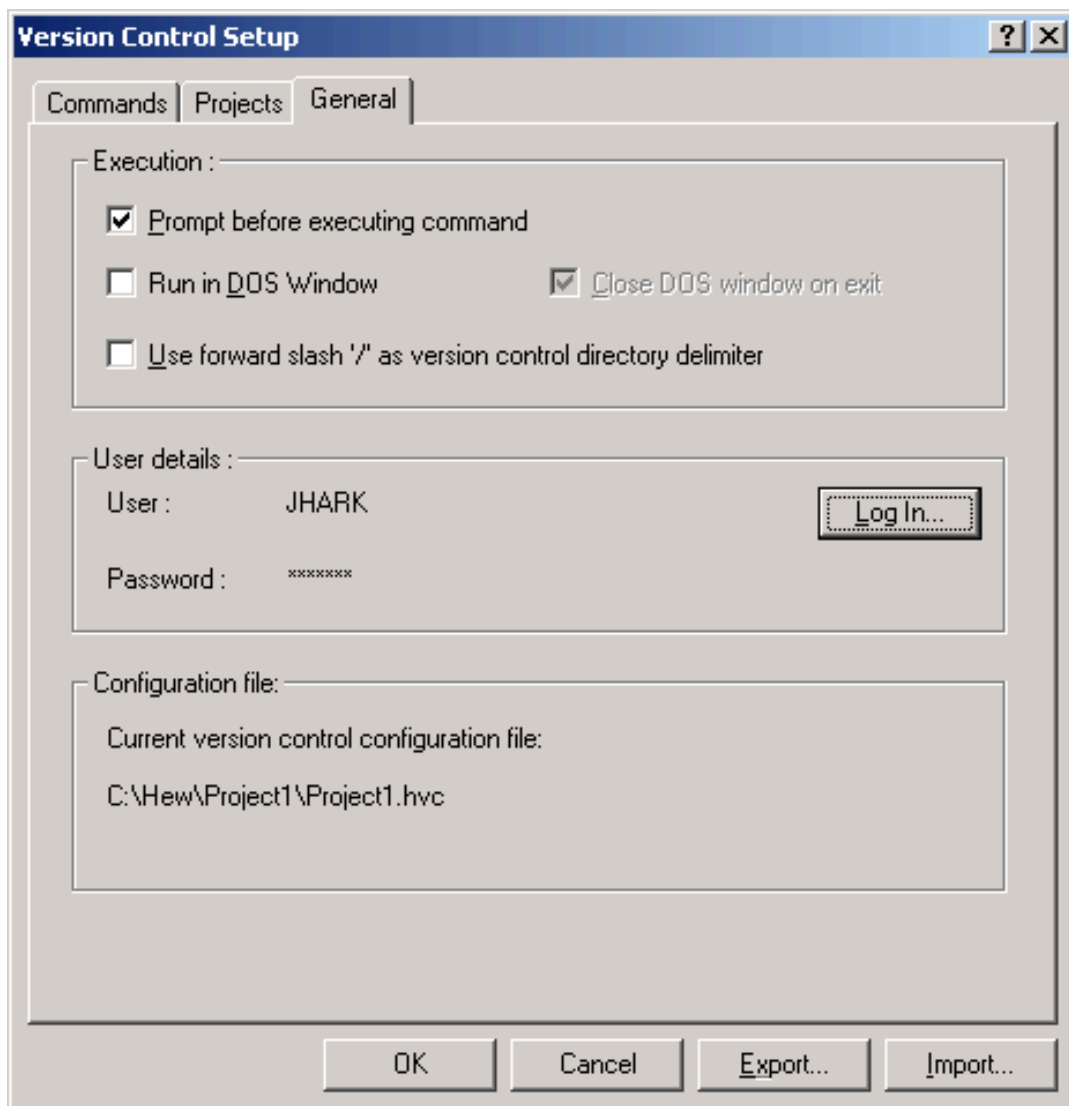 Version Control Setup
Commands Projects General
Execution :
Prompt before executing command
Run in DOS Window Close DOS window on exit
Use forward slash '/' as version control directory delimiter
User details :
User : JHARK Log In...
Password : *******
Configuration file:
Current version control configuration file:
C:\Hew\Project1\Project1.hvc
OK Cancel Export... Import...